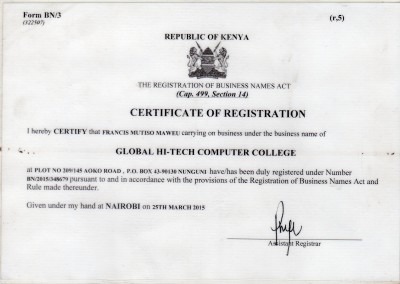 Form BN/3 (r,5)
(322507)
REPUBLIC OF KENYA
THE REGISTRATION OF BUSINESS NAMES ACT
(Cap. 499, Section 14)
CERTIFICATE OF REGISTRATION
I hereby CERTIFY that FRANCIS MUTISO MAWEU carrying on business under the business name of
GLOBAL HI-TECH COMPUTER COLLEGE
at PLOT NO 209/145 AOKO ROAD , P.O. BOX 43-90130 NUNGUNI have/has been duly registered under Number
BN/2015/348679 pursuant to and in accordance with the provisions of the Registration of Business Names Act and
Rule made thereunder.
Given under my hand at NAIROBI on 25TH MARCH 2015
Assistant Registrar